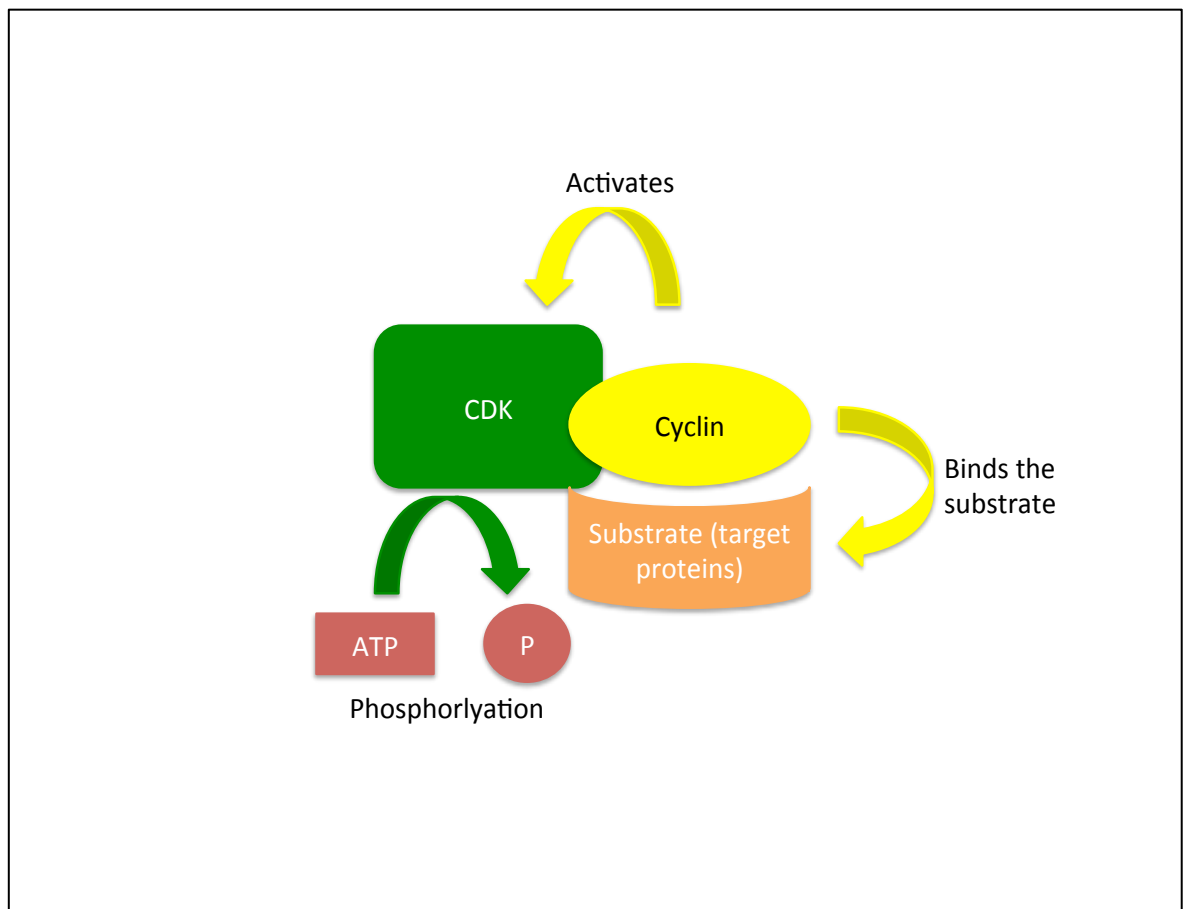 Activates
CDK
Cyclin
Binds the
substrate
Substrate (target
proteins)
ATP
P
Phosphorlyation